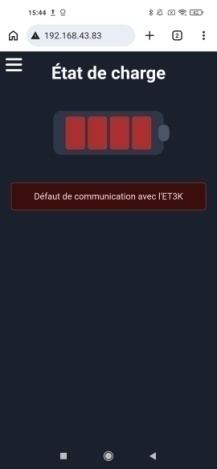 15:44
192.168.43.83
2
État de charge
Défaut de communication avec l'ET3K